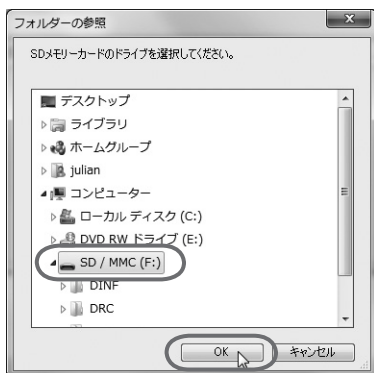 フォルダーの参照
SDメモリーカードのドライブを選択してください。
デスクトップ
ライブラリ
ホームグループ
julian
コンピューター
ローカル ディスク (C:)
DVD RW ドライブ (E:)
SD / MMC (F:)
DINF
DRC
OK
キャンセル